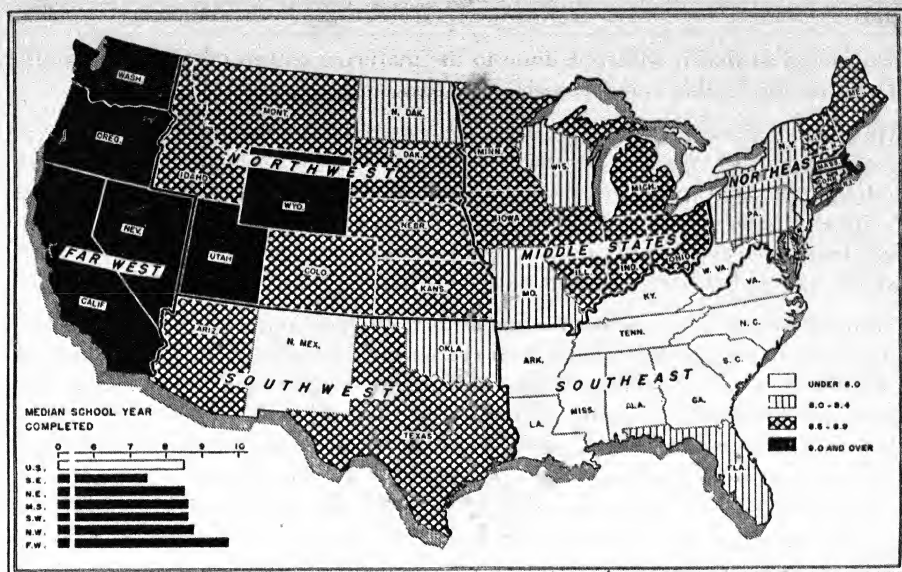 WASH.
MONT.
N. DAK.
OREG.
MINN.
ME.
S. DAK.
WIS.
N.Y.
NORTHWEST
NORTHEAST
IDAHO
MICH.
MASS.
WYO.
IOWA
PA.
NEV.
NEBR.
UTAH
MIDDLE STATES
OHIO
FAR WEST
ILL.
IND.
W. VA.
VA.
COLO.
KANS.
MO.
KY.
CALIF.
N.C.
ARIZ.
OKLA.
TENN.
N. MEX.
ARK.
S.C.
SOUTHWEST
SOUTHEAST
MISS.
ALA.
GA.
LA.
TEXAS
FLA.
UNDER 8.0
8.0 - 8.4
8.5 - 8.9
9.0 AND OVER
MEDIAN SCHOOL YEAR
COMPLETED
0 6 7 8 9 10
U.S.
S.E.
N.E.
M.S.
S.W.
N.W.
F.W.